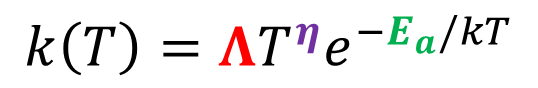 k(T) = ΛT^η e^{−E_a/kT}